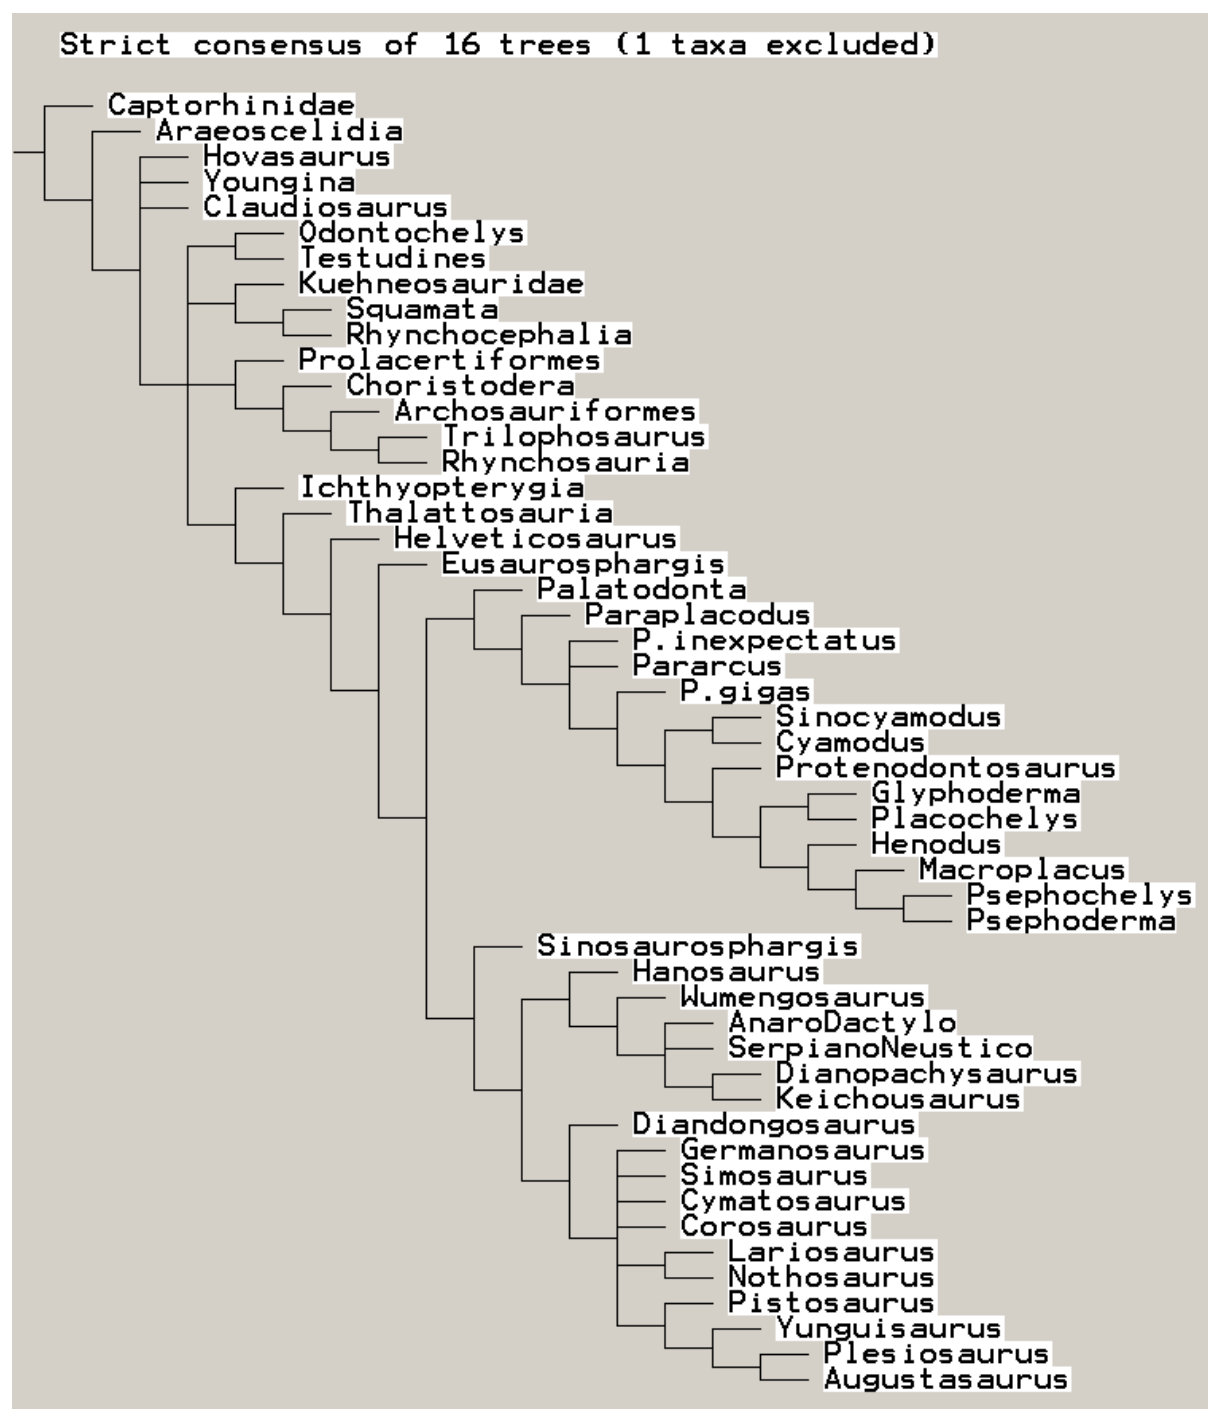 Strict consensus of 16 trees (1 taxa excluded)
Captorhinidae
Araeoscelidia
Hovasaurus
Youngina
Claudiosaurus
Odontochelys
Testudines
Kuehneosauridae
Squamata
Rhynchocephalia
Prolacertiformes
Choristodera
Archosauriformes
Trilophosaurus
Rhynchosauria
Ichthyopterygia
Thalattosauria
Helveticosaurus
Eusaurosphargis
Palatodonta
Paraplacodus
P.inexpectatus
Pararcus
P.gigas
Sinocyamodus
Cyamodus
Protenodontosaurus
Glyphoderma
Placochelys
Henodus
Macroplacus
Psephochelys
Psephoderma
Sinosaurosphargis
Hanosaurus
Wumengosaurus
AnaroDactylo
SerpianoNeustico
Dianopachysaurus
Keichousaurus
Diandongosaurus
Germanosaurus
Simosaurus
Cymatosaurus
Corosaurus
Lariosaurus
Nothosaurus
Pistosaurus
Yunguisaurus
Plesiosaurus
Augustasaurus